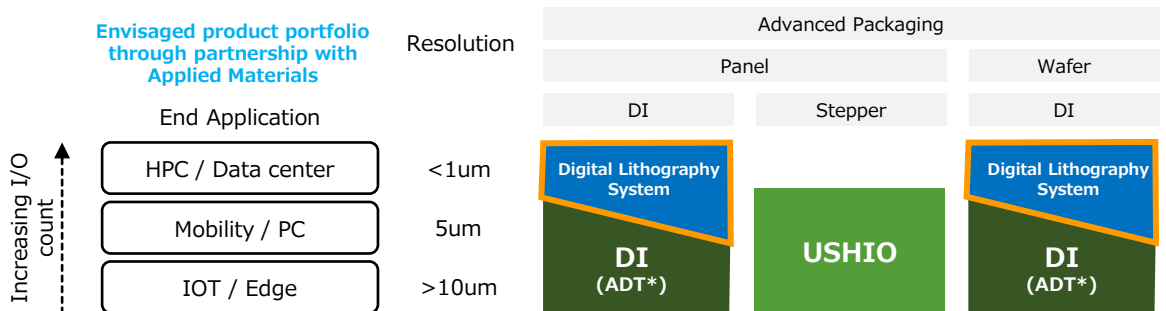 Envisaged product portfolio
through partnership with
Applied Materials
Resolution
Advanced Packaging
Panel
Wafer
End Application
DI
Stepper
DI
Increasing I/O
count
HPC / Data center
<1um
Digital Lithography
System
Digital Lithography
System
Mobility / PC
5um
USHIO
DI
(ADT*)
DI
(ADT*)
IOT / Edge
>10um